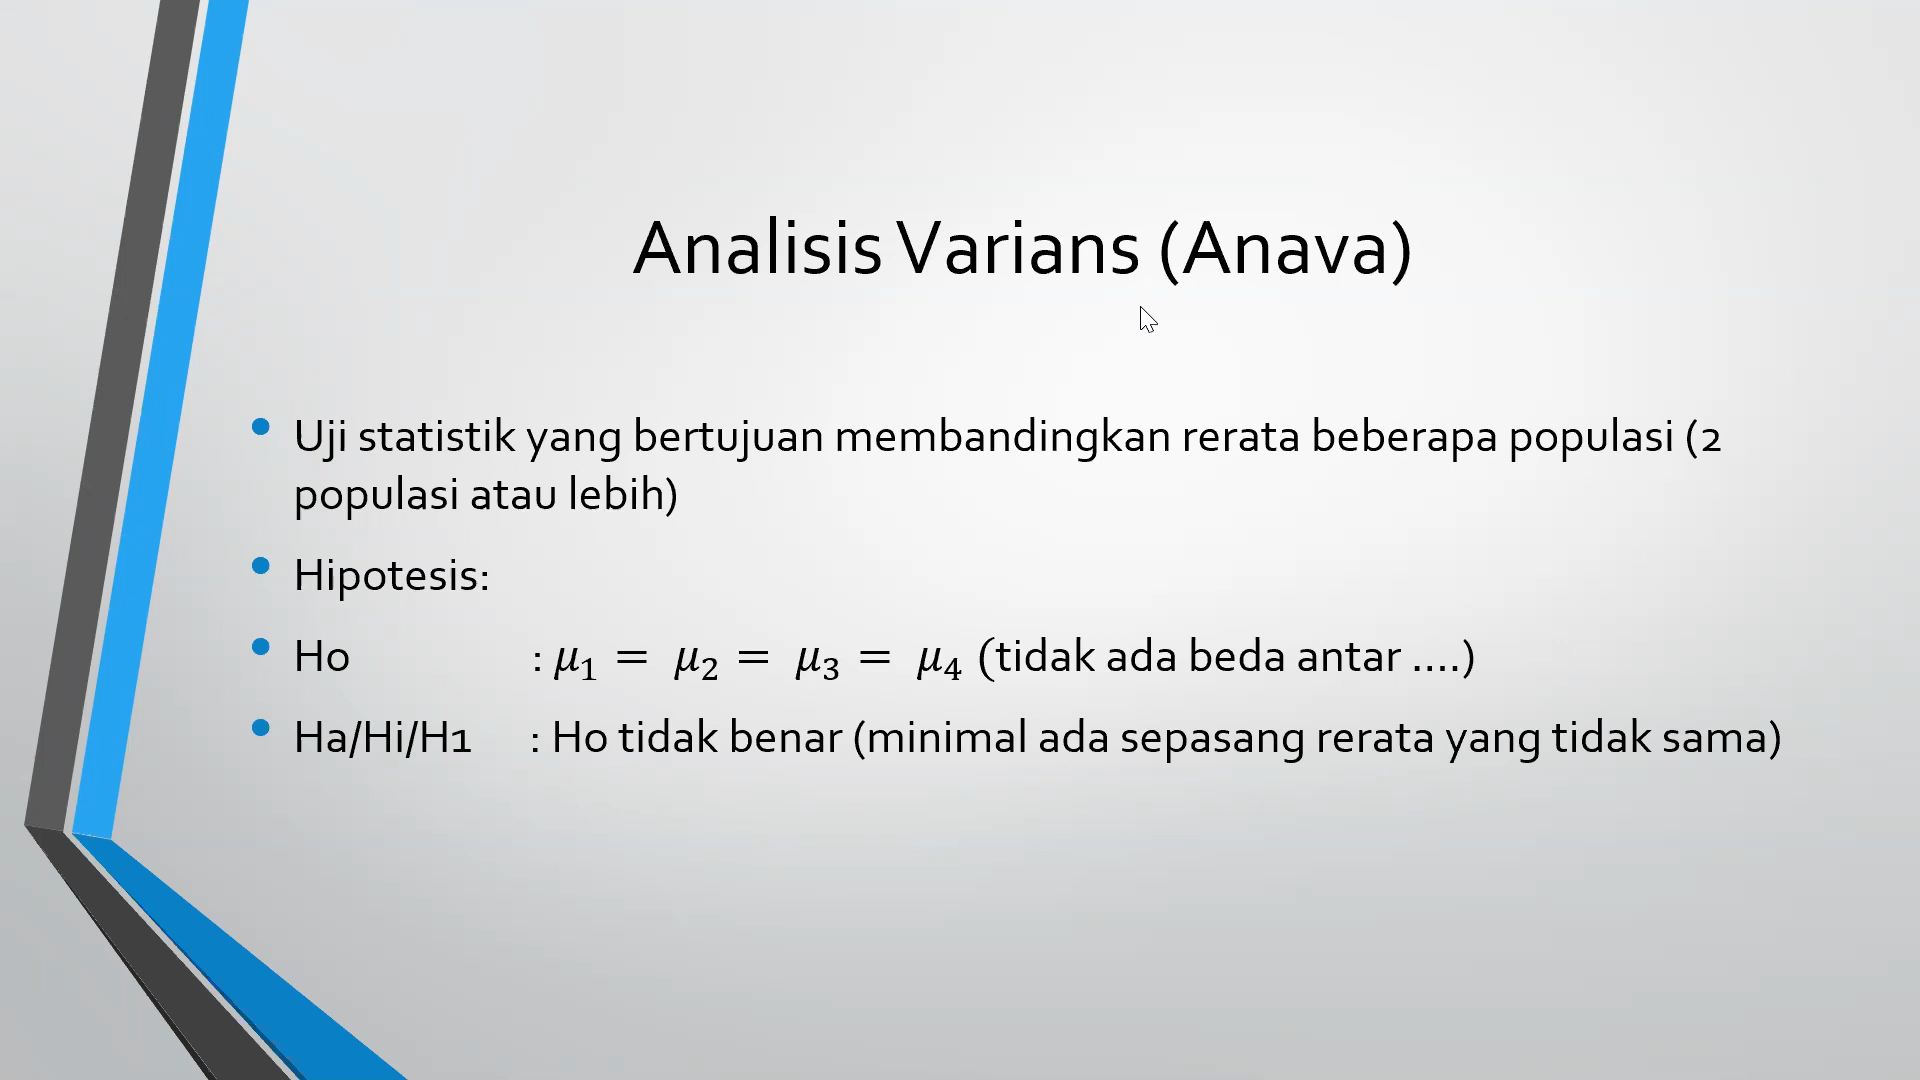 Analisis Varians (Anava)
• Uji statistik yang bertujuan membandingkan rerata beberapa populasi (2
populasi atau lebih)
• Hipotesis:
• Ho : 𝜇₁ = 𝜇₂ = 𝜇₃ = 𝜇₄ (tidak ada beda antar ....)
• Ha/Hi/H1 : Ho tidak benar (minimal ada sepasang rerata yang tidak sama)